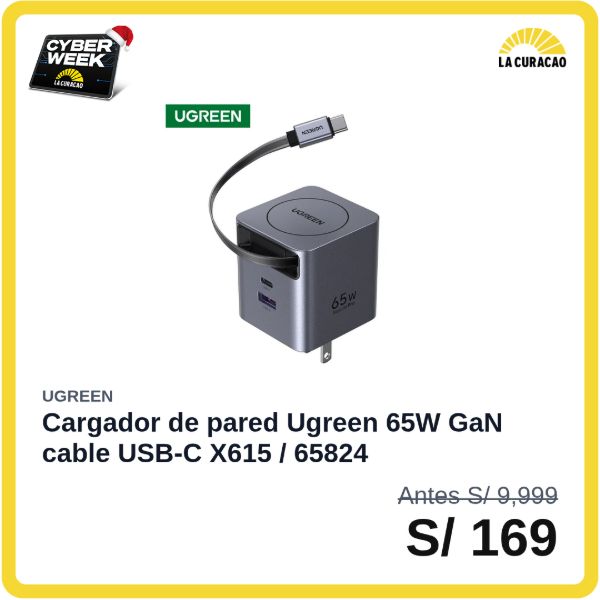 CYBER
WEEK
LA CURACAO
LA CURACAO
UGREEN
UGREEN
UGREEN
65W
UGREEN
Cargador de pared Ugreen 65W GaN
cable USB-C X615 / 65824
Antes S/ 9,999
S/ 169